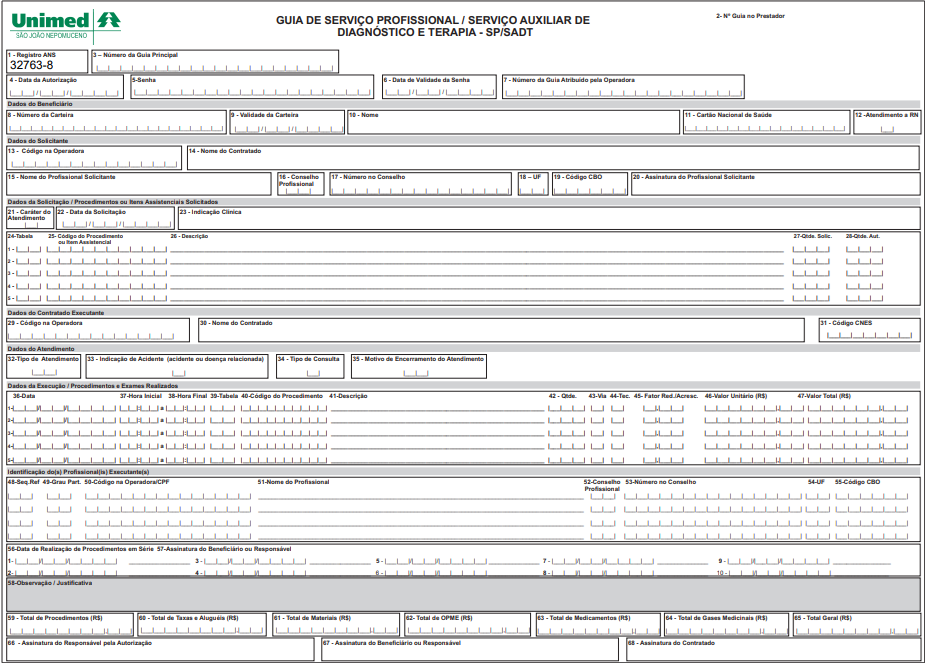 Unimed
SÃO JOÃO NEPOMUCENO
GUIA DE SERVIÇO PROFISSIONAL / SERVIÇO AUXILIAR DE
DIAGNÓSTICO E TERAPIA - SP/SADT
2- Nº Guia no Prestador
1 - Registro ANS
32763-8
3 – Número da Guia Principal
4 - Data da Autorização
5-Senha
6 - Data de Validade da Senha
7 - Número da Guia Atribuído pela Operadora
Dados do Beneficiário
8 - Número da Carteira
9 - Validade da Carteira
10 - Nome
11 - Cartão Nacional de Saúde
12 -Atendimento a RN
Dados do Solicitante
13 - Código na Operadora
14 - Nome do Contratado
15 - Nome do Profissional Solicitante
16 - Conselho
Profissional
17 - Número no Conselho
18 – UF
19 - Código CBO
20 - Assinatura do Profissional Solicitante
Dados da Solicitação / Procedimentos ou Itens Assistenciais Solicitados
21 - Caráter do
Atendimento
22 - Data da Solicitação
23 - Indicação Clínica
24-Tabela
25- Código do Procedimento
ou Item Assistencial
26 - Descrição
27-Qtde. Solic.
28-Qtde. Aut.
1 -
2 -
3 -
4 -
5 -
Dados do Contratado Executante
29 - Código na Operadora
30 - Nome do Contratado
31 - Código CNES
Dados do Atendimento
32-Tipo de Atendimento
33 - Indicação de Acidente (acidente ou doença relacionada)
34 - Tipo de Consulta
35 - Motivo de Encerramento do Atendimento
Dados da Execução / Procedimentos e Exames Realizados
36-Data
37-Hora Inicial
38-Hora Final
39-Tabela
40-Código do Procedimento
41-Descrição
42 - Qtde.
43-Via
44-Tec.
45- Fator Red./Acresc.
46-Valor Unitário (R$)
47-Valor Total (R$)
1- a
2- a
3- a
4- a
5- a
Identificação do(s) Profissional(is) Executante(s)
48-Seq.Ref
49-Grau Part.
50-Código na Operadora/CPF
51-Nome do Profissional
52-Conselho
Profissional
53-Número no Conselho
54-UF
55-Código CBO
56-Data de Realização de Procedimentos em Série 57-Assinatura do Beneficiário ou Responsável
1- 3 - 5 - 7 - 9 -
2- 4 - 6 - 8 - 10 -
58-Observação / Justificativa
59 - Total de Procedimentos (R$)
60 - Total de Taxas e Aluguéis (R$)
61 - Total de Materiais (R$)
62- Total de OPME (R$)
63 - Total de Medicamentos (R$)
64 - Total de Gases Medicinais (R$)
65 - Total Geral (R$)
66 - Assinatura do Responsável pela Autorização
67 - Assinatura do Beneficiário ou Responsável
68 - Assinatura do Contratado